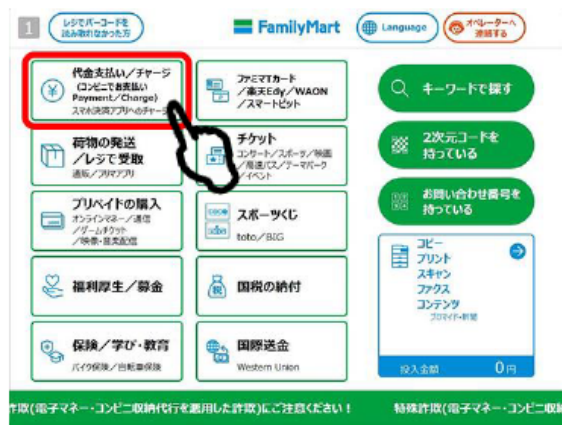 1
レジでバーコードを
読み取れなかった方
FamilyMart
Language
オペレーターへ
連絡する
代金支払い/チャージ
(コンビニでお支払い
Payment/Charge)
スマホ決済アプリへのチャージ
ファミマTカード
/楽天Edy/WAON
/スマートピット
キーワードで探す
荷物の発送
/レジで受取
通販/フリマアプリ
チケット
コンサート/スポーツ/映画
/高速バス/テーマパーク
/イベント
2次元コードを
持っている
プリペイドの購入
オンラインマネー/通信
/ゲームチケット
/映像・音楽配信
スポーツくじ
toto/BIG
お問い合わせ番号を
持っている
コピー
プリント
スキャン
ファクス
コンテンツ
ブロマイド・新聞
福利厚生/募金
国税の納付
保険/学び・教育
バイク保険/自転車保険
国際送金
Western Union
投入金額 0円
詐欺(電子マネー・コンビニ収納代行を悪用した詐欺)にご注意ください! 特殊詐欺(電子マネー・コンビニ収納